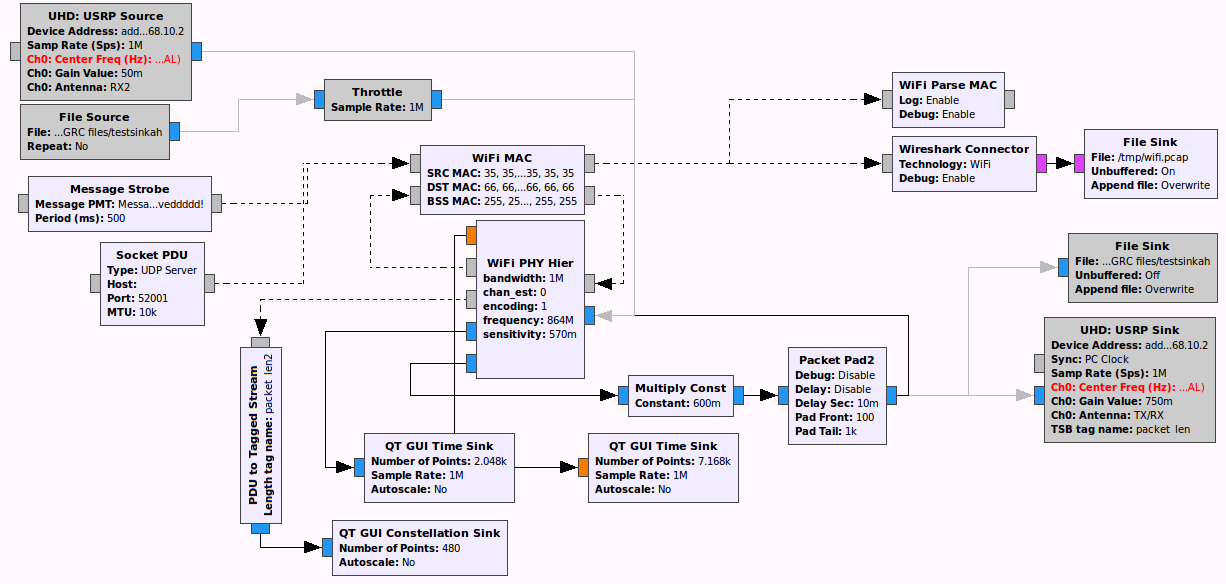 UHD: USRP Source
Device Address: add...68.10.2
Samp Rate (Sps): 1M
Ch0: Center Freq (Hz): ...AL)
Ch0: Gain Value: 50m
Ch0: Antenna: RX2
File Source
File: ...GRC files/testsinkah
Repeat: No
Throttle
Sample Rate: 1M
Message Strobe
Message PMT: Messa...veddddd!
Period (ms): 500
Socket PDU
Type: UDP Server
Host:
Port: 52001
MTU: 10k
WiFi MAC
SRC MAC: 35, 35,...35, 35, 35
DST MAC: 66, 66,...66, 66, 66
BSS MAC: 255, 25..., 255, 255
WiFi PHY Hier
bandwidth: 1M
chan_est: 0
encoding: 1
frequency: 864M
sensitivity: 570m
WiFi Parse MAC
Log: Enable
Debug: Enable
Wireshark Connector
Technology: WiFi
Debug: Enable
File Sink
File: /tmp/wifi.pcap
Unbuffered: On
Append file: Overwrite
File Sink
File: ...GRC files/testsinkah
Unbuffered: Off
Append file: Overwrite
UHD: USRP Sink
Device Address: add...68.10.2
Sync: PC Clock
Samp Rate (Sps): 1M
Ch0: Center Freq (Hz): ...AL)
Ch0: Gain Value: 750m
Ch0: Antenna: TX/RX
TSB tag name: packet_len
Multiply Const
Constant: 600m
Packet Pad2
Debug: Disable
Delay: Disable
Delay Sec: 10m
Pad Front: 100
Pad Tail: 1k
PDU to Tagged Stream
Length tag name: packet_len2
QT GUI Time Sink
Number of Points: 2.048k
Sample Rate: 1M
Autoscale: No
QT GUI Time Sink
Number of Points: 7.168k
Sample Rate: 1M
Autoscale: No
QT GUI Constellation Sink
Number of Points: 480
Autoscale: No